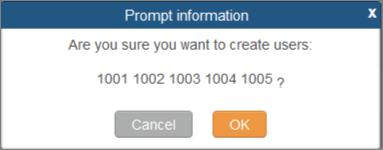 Prompt information x
Are you sure you want to create users:
1001 1002 1003 1004 1005 ?
Cancel OK